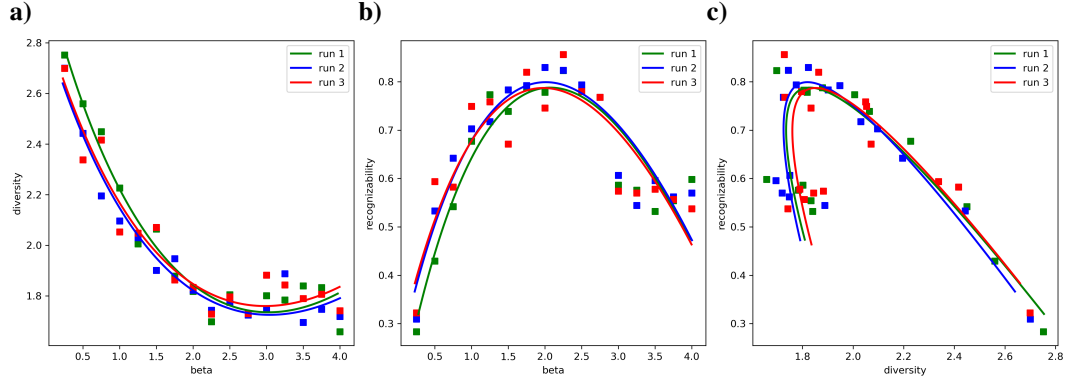 a)
b)
c)
2.8
2.6
2.4
2.2
2.0
1.8
diversity
0.5 1.0 1.5 2.0 2.5 3.0 3.5 4.0
beta
run 1
run 2
run 3
0.8
0.7
0.6
0.5
0.4
0.3
recognizability
0.5 1.0 1.5 2.0 2.5 3.0 3.5 4.0
beta
run 1
run 2
run 3
0.8
0.7
0.6
0.5
0.4
0.3
recognizability
1.8 2.0 2.2 2.4 2.6 2.8
diversity
run 1
run 2
run 3